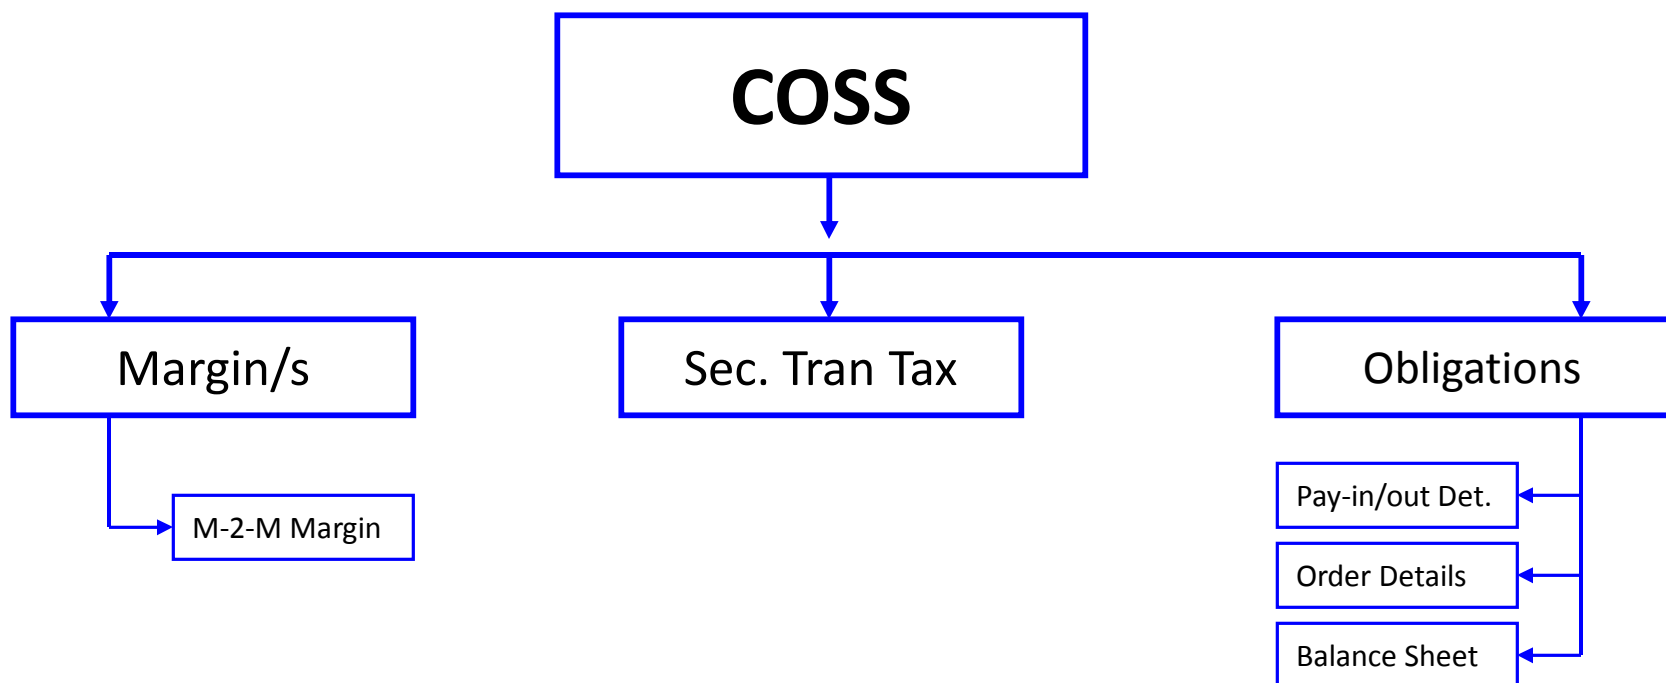 COSS
Margin/s
Sec. Tran Tax
Obligations
M-2-M Margin
Pay-in/out Det.
Order Details
Balance Sheet